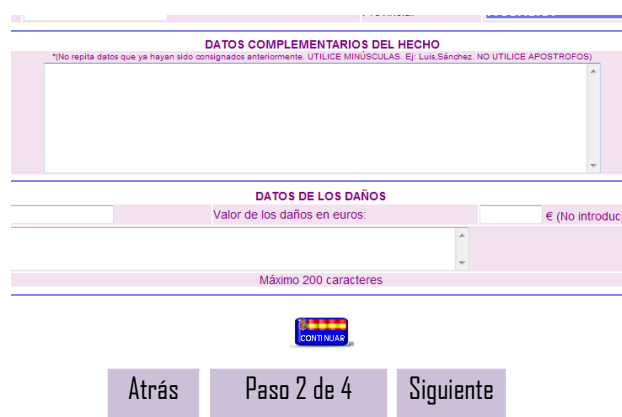 DATOS COMPLEMENTARIOS DEL HECHO
*(No repita datos que ya hayan sido consignados anteriormente. UTILICE MINÚSCULAS. Ej: Luis,Sánchez. NO UTILICE APOSTROFOS)
DATOS DE LOS DAÑOS
Valor de los daños en euros:
€ (No introduc
Máximo 200 caracteres
CONTINUAR
Atrás
Paso 2 de 4
Siguiente